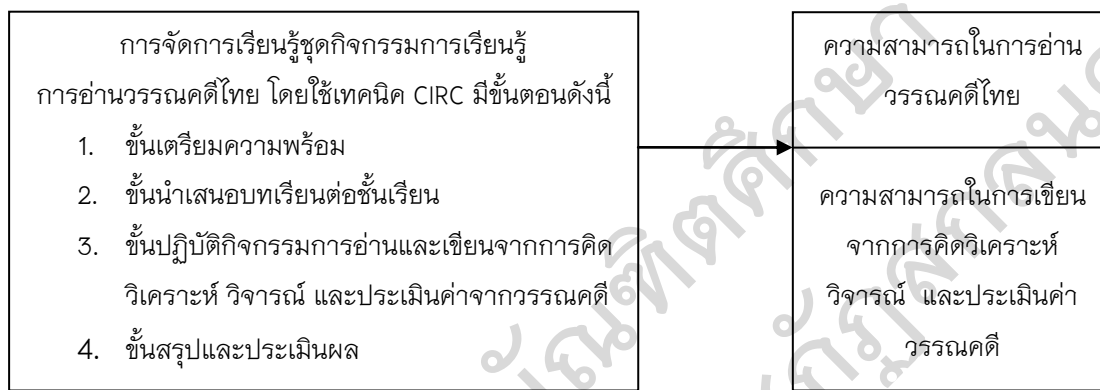 การจัดการเรียนรู้ชุดกิจกรรมการเรียนรู้
การอ่านวรรณคดีไทย โดยใช้เทคนิค CIRC มีขั้นตอนดังนี้
1. ขั้นเตรียมความพร้อม
2. ขั้นนำเสนอบทเรียนต่อชั้นเรียน
3. ขั้นปฏิบัติกิจกรรมการอ่านและเขียนจากการคิด
วิเคราะห์ วิจารณ์ และประเมินค่าจากวรรณคดี
4. ขั้นสรุปและประเมินผล
ความสามารถในการอ่าน
วรรณคดีไทย
ความสามารถในการเขียน
จากการคิดวิเคราะห์
วิจารณ์ และประเมินค่า
วรรณคดี